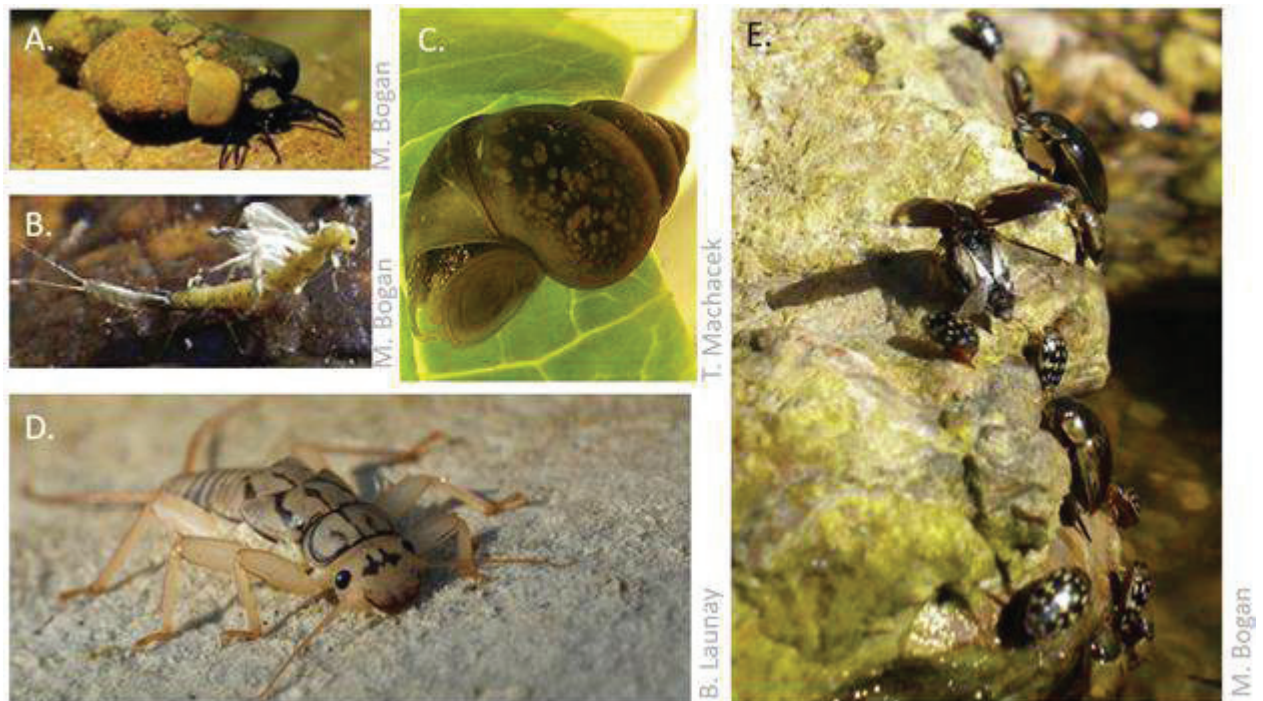 A.
M. Bogan
B.
M. Bogan
C.
T. Machacek
D.
B. Launay
E.
M. Bogan